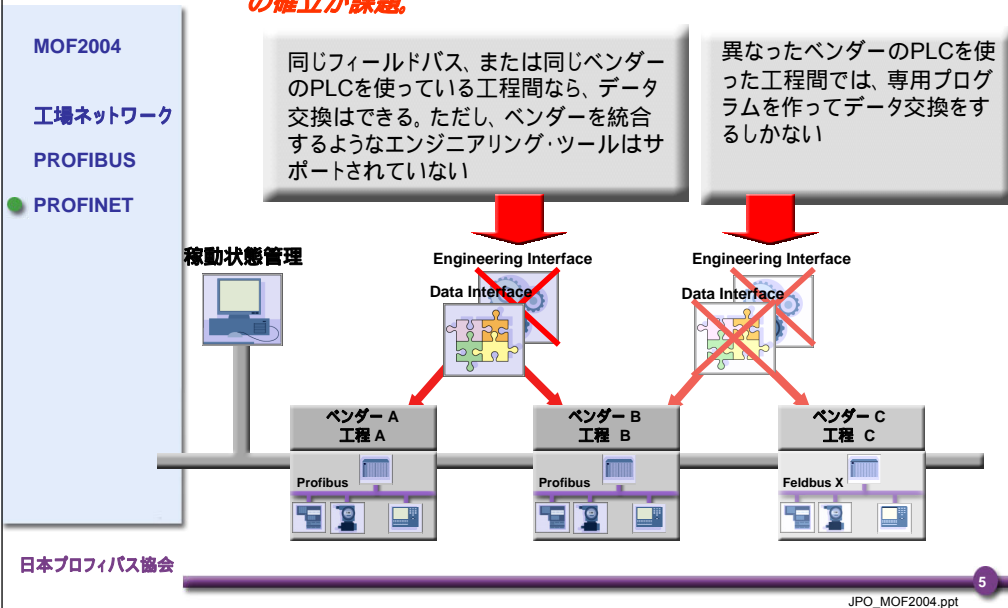 の確立が課題。
MOF2004
工場ネットワーク
PROFIBUS
PROFINET
同じフィールドバス、または同じベンダー
のPLCを使っている工程間なら、データ
交換はできる。ただし、ベンダーを統合
するようなエンジニアリング・ツールはサ
ポートされていない
異なったベンダーのPLCを使
った工程間では、専用プログ
ラムを作ってデータ交換をす
るしかない
稼動状態管理
Engineering Interface
Data Interface
Engineering Interface
Data Interface
ベンダー A
工程 A
Profibus
ベンダー B
工程 B
Profibus
ベンダー C
工程 C
Feldbus X
日本プロフィバス協会
5
JPO_MOF2004.ppt